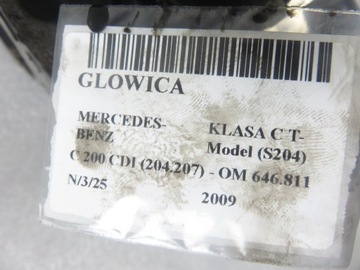 GLOWICA
MERCEDES-BENZ
KLASA C T-Model (S204)
C 200 CDI (204.207) - OM 646.811
N/3/25
2009